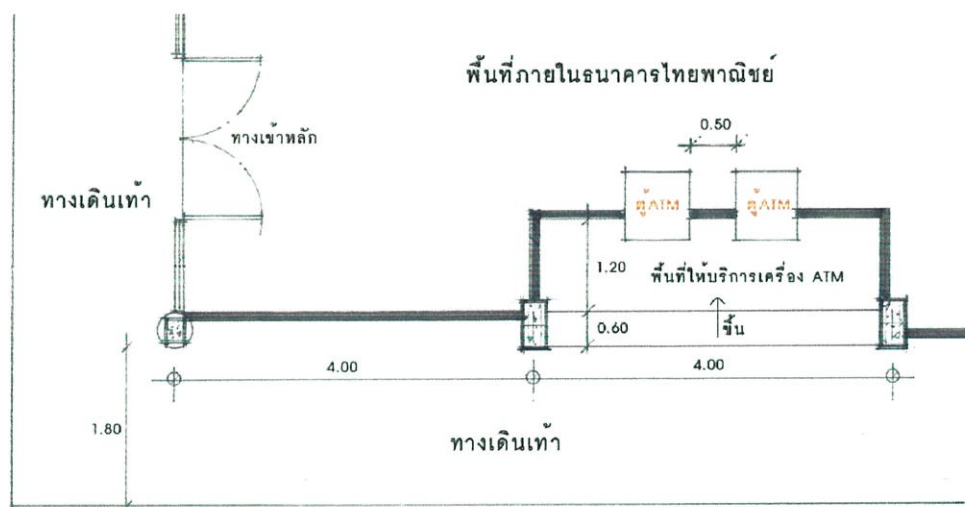 พื้นที่ภายในธนาคารไทยพาณิชย์
0.50
ทางเข้าหลัก
ทางเดินเท้า
ตู้ATM
ตู้ATM
1.20
พื้นที่ให้บริการเครื่อง ATM
0.60
ขึ้น
4.00
4.00
1.80
ทางเดินเท้า